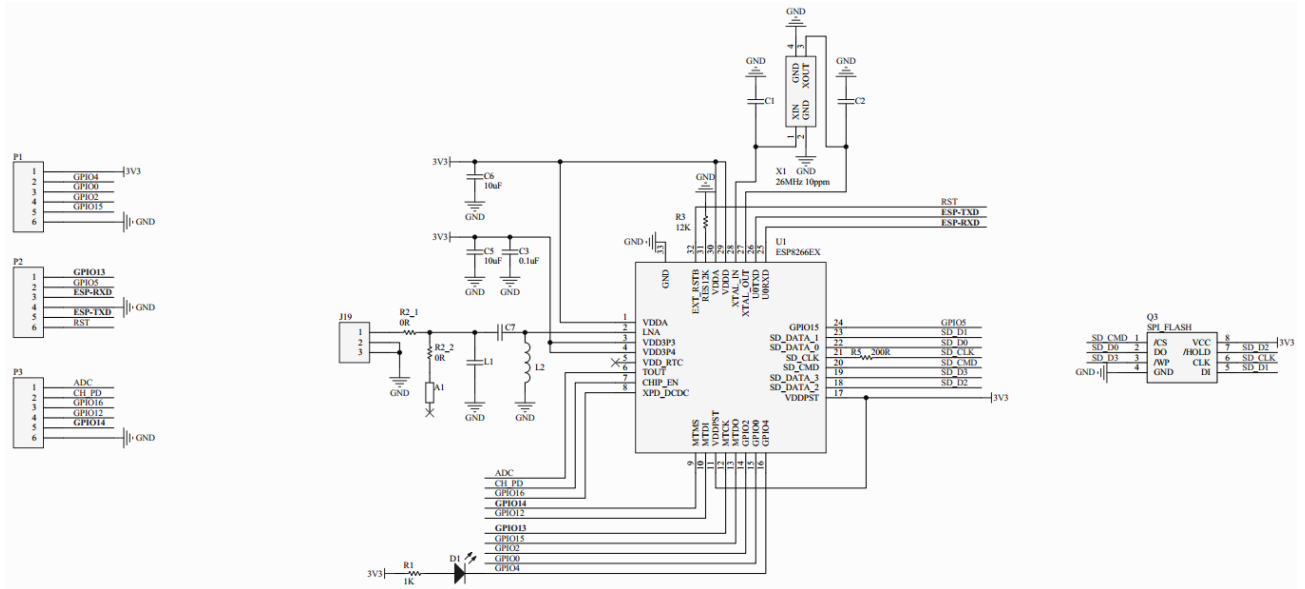 P1
1
2
3
4
5
6
3V3
GPIO4
GPIO0
GPIO2
GPIO15
GND
P2
1
2
3
4
5
6
GPIO13
GPIO5
ESP-RXD
GND
ESP-TXD
RST
P3
1
2
3
4
5
6
ADC
CH_PD
GPIO16
GPIO12
GPIO14
GND
3V3
C6
10uF
GND
3V3
C5
10uF
GND
C3
0.1uF
GND
J19
1
2
3
GND
R2_1
0R
R2_2
0R
A1
L1
GND
C7
L2
GND
GND
C1
GND
4
3
GND
XOUT
XIN
GND
1
2
GND
C2
X1
GND
26MHz 10ppm
GND
R3
12K
RST
ESP-TXD
ESP-RXD
GND
33
32
31
30
29
28
27
26
25
U1
ESP8266EX
GND
EXT_RSTB
RES12K
VDDA
VDDD
XTAL_IN
XTAL_OUT
U0TXD
U0RXD
1
VDDA
2
LNA
3
VDD3P3
4
VDD3P4
5
VDD_RTC
6
TOUT
7
CHIP_EN
8
XPD_DCDC
GPIO15
24
GPIO5
SD_DATA_1
23
SD_D1
SD_DATA_0
22
SD_D0
SD_CLK
21
R5
200R
SD_CLK
SD_CMD
20
SD_CMD
SD_DATA_3
19
SD_D3
SD_DATA_2
18
SD_D2
VDDPST
17
3V3
MTMS
MTDI
VDDPST
MTCK
MTDO
GPIO2
GPIO0
GPIO4
9
10
11
12
13
14
15
16
ADC
CH_PD
GPIO16
GPIO14
GPIO12
GPIO13
GPIO15
GPIO2
GPIO0
GPIO4
3V3
R1
1K
D1
Q3
SPI_FLASH
SD_CMD
1
/CS
VCC
8
3V3
SD_D0
2
DO
/HOLD
7
SD_D2
SD_D3
3
/WP
CLK
6
SD_CLK
GND
4
GND
DI
5
SD_D1